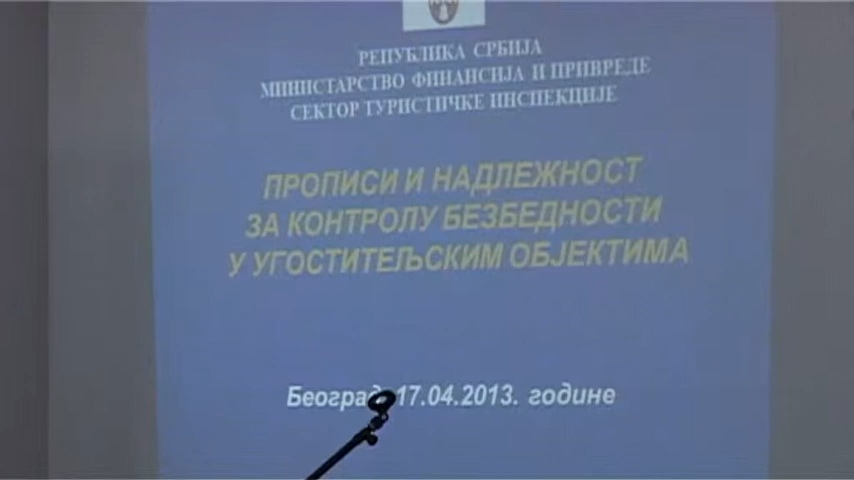 РЕПУБЛИКА СРБИЈА
МИНИСТАРСТВО ФИНАНСИЈА И ПРИВРЕДЕ
СЕКТОР ТУРИСТИЧКЕ ИНСПЕКЦИЈЕ
ПРОПИСИ И НАДЛЕЖНОСТ
ЗА КОНТРОЛУ БЕЗБЕДНОСТИ
У УГОСТИТЕЉСКИМ ОБЈЕКТИМА
Београд 17.04.2013. године